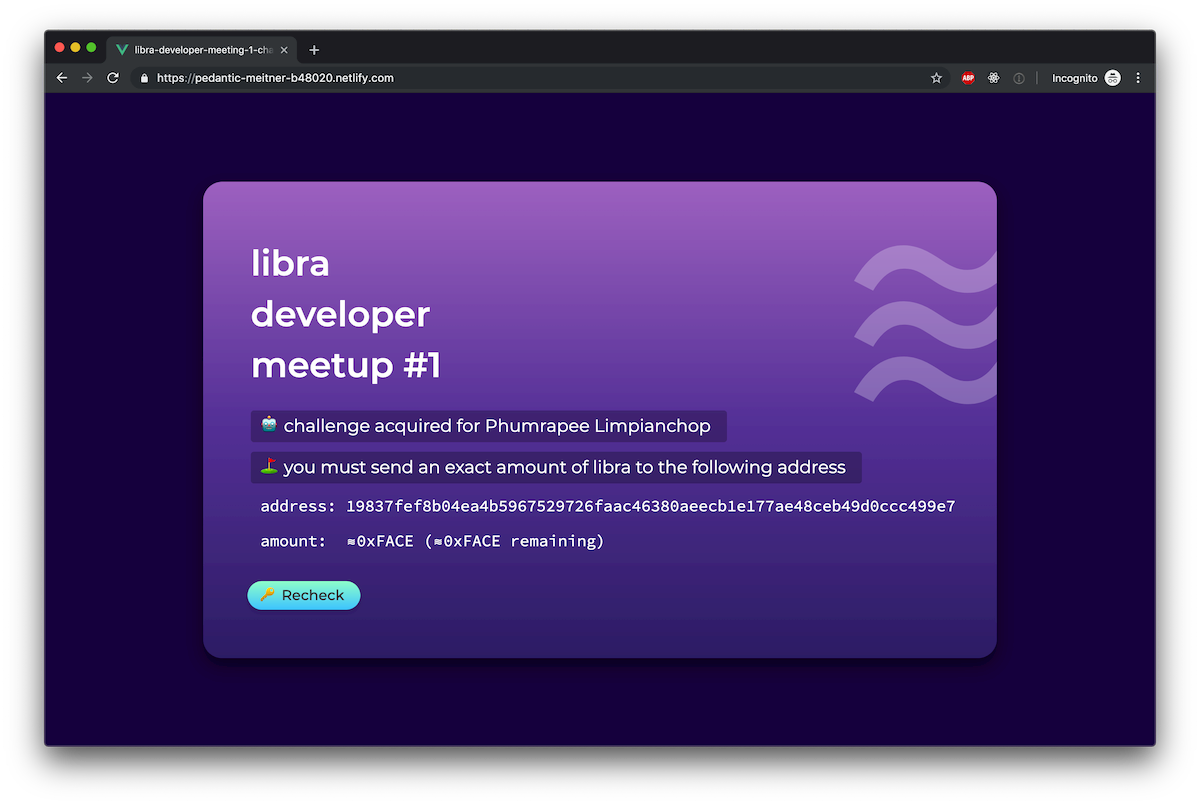 libra-developer-meeting-1-cha
https://pedantic-meitner-b48020.netlify.com
ABP
Incognito
libra
developer
meetup #1
challenge acquired for Phumrapee Limpianchop
you must send an exact amount of libra to the following address
address: 19837fef8b04ea4b5967529726faac46380aeecb1e177ae48ceb49d0ccc499e7
amount: ≋0xFACE (≋0xFACE remaining)
Recheck